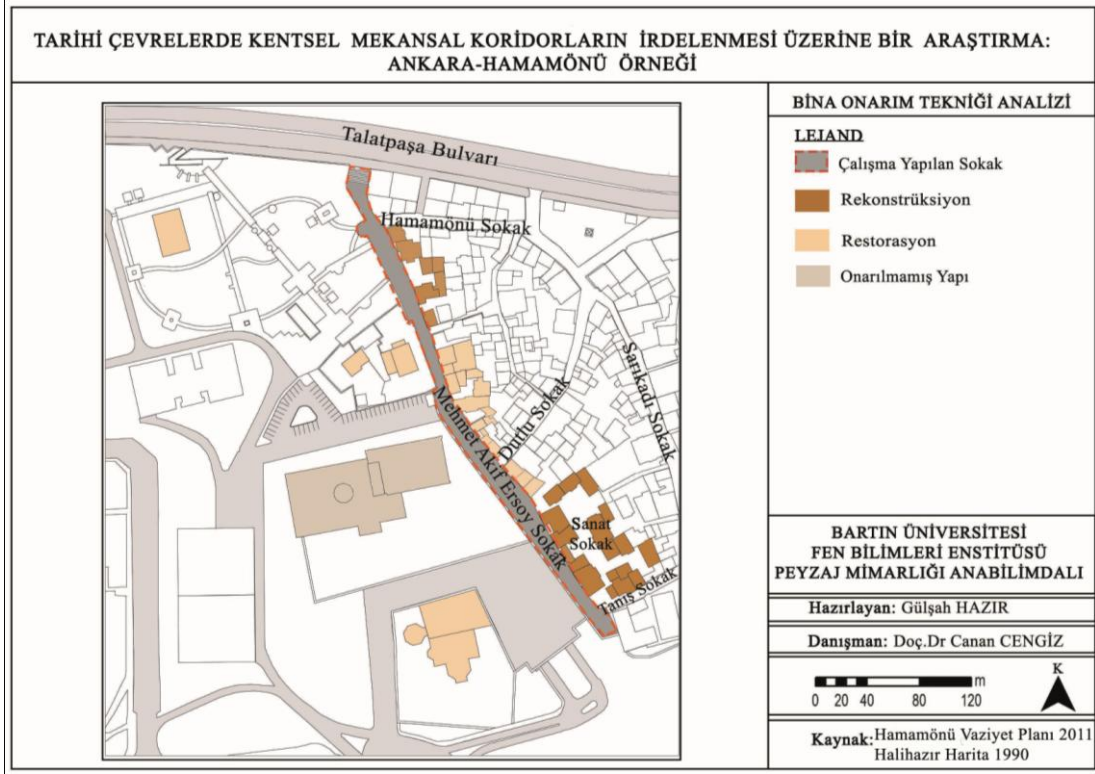 TARİHİ ÇEVRELERDE KENTSEL MEKANSAL KORİDORLARIN İRDELENMESİ ÜZERİNE BİR ARAŞTIRMA:
ANKARA-HAMAMÖNÜ ÖRNEĞİ
Talatpaşa Bulvarı
Hamamönü Sokak
Sarıkadı Sokak
Dutlu Sokak
Mehmet Akif Ersoy Sokak
Sanat
Sokak
Tanış Sokak
BİNA ONARIM TEKNİĞİ ANALİZİ
LEJAND
Çalışma Yapılan Sokak
Rekonstrüksiyon
Restorasyon
Onarılmamış Yapı
BARTIN ÜNİVERSİTESİ
FEN BİLİMLERİ ENSTİTÜSÜ
PEYZAJ MİMARLIĞI ANABİLİMDALI
Hazırlayan: Gülşah HAZIR
Danışman: Doç.Dr Canan CENGİZ
m
0 20 40 80 120
K
Kaynak: Hamamönü Vaziyet Planı 2011
Halihazır Harita 1990